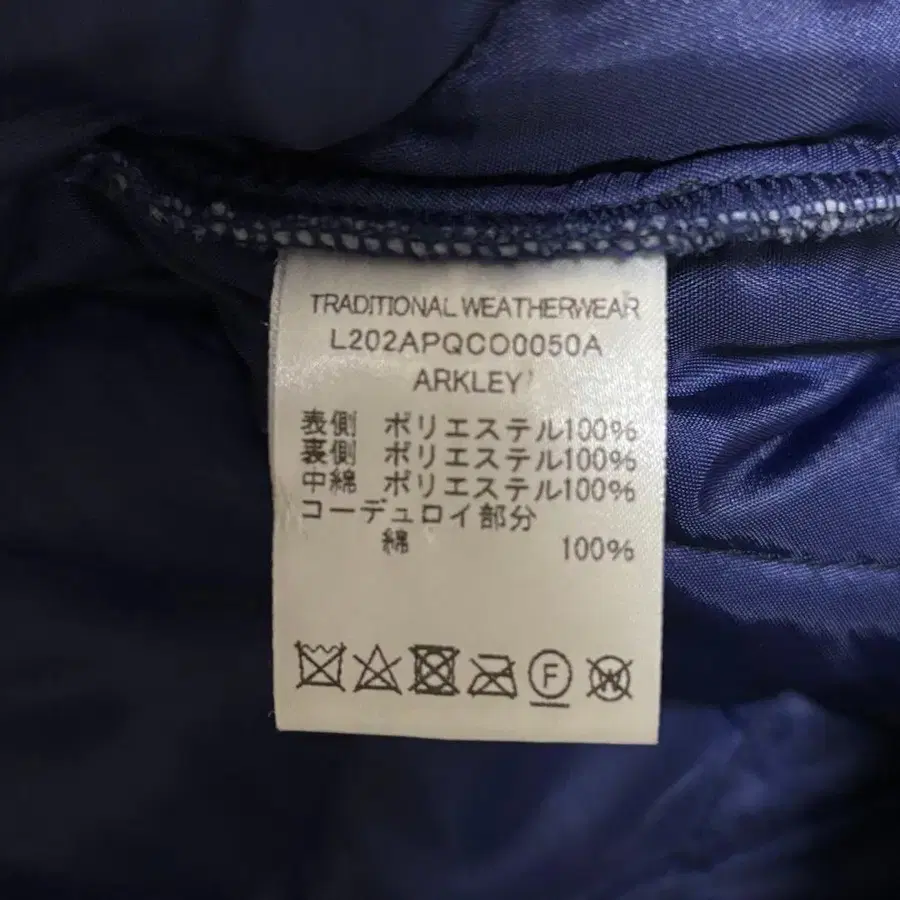 TRADITIONAL WEATHERWEAR
L202APQCO0050A
ARKLEY
表側 ポリエステル100%
裏側 ポリエステル100%
中綿 ポリエステル100%
コーデュロイ部分
綿 100%
F W